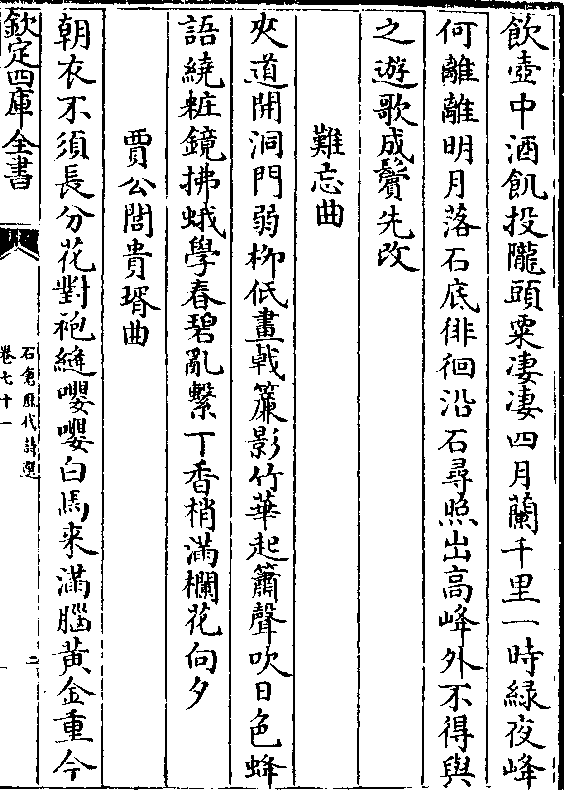 飲壺中酒飢投隴頭粟凄凄四月蘭千里一時緑夜峰
何離離明月落石底徘徊沿石尋照出高峰外不得與
之遊歌成鬢先改
難忘曲
夾道開洞門弱栁低畫戟簾影竹華起簫聲吹日色蜂
語繞粧鏡拂蛾學春碧亂繫丁香梢滿欄花向夕
賈公閭貴壻曲
朝衣不須長分花對袍縫嚶嚶白馬來滿腦黄金重今
欽定四庫全書
石倉歷代詩選
卷七十一
二